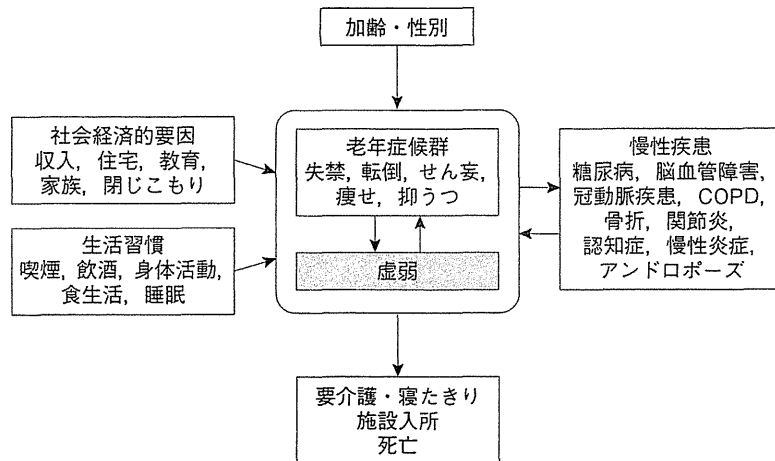 加齢・性別
社会経済的要因
収入, 住宅, 教育,
家族, 閉じこもり
生活習慣
喫煙, 飲酒, 身体活動,
食生活, 睡眠
老年症候群
失禁, 転倒, せん妄,
痩せ, 抑うつ
虚弱
慢性疾患
糖尿病, 脳血管障害,
冠動脈疾患, COPD,
骨折, 関節炎,
認知症, 慢性炎症,
アンドロポーズ
要介護・寝たきり
施設入所
死亡